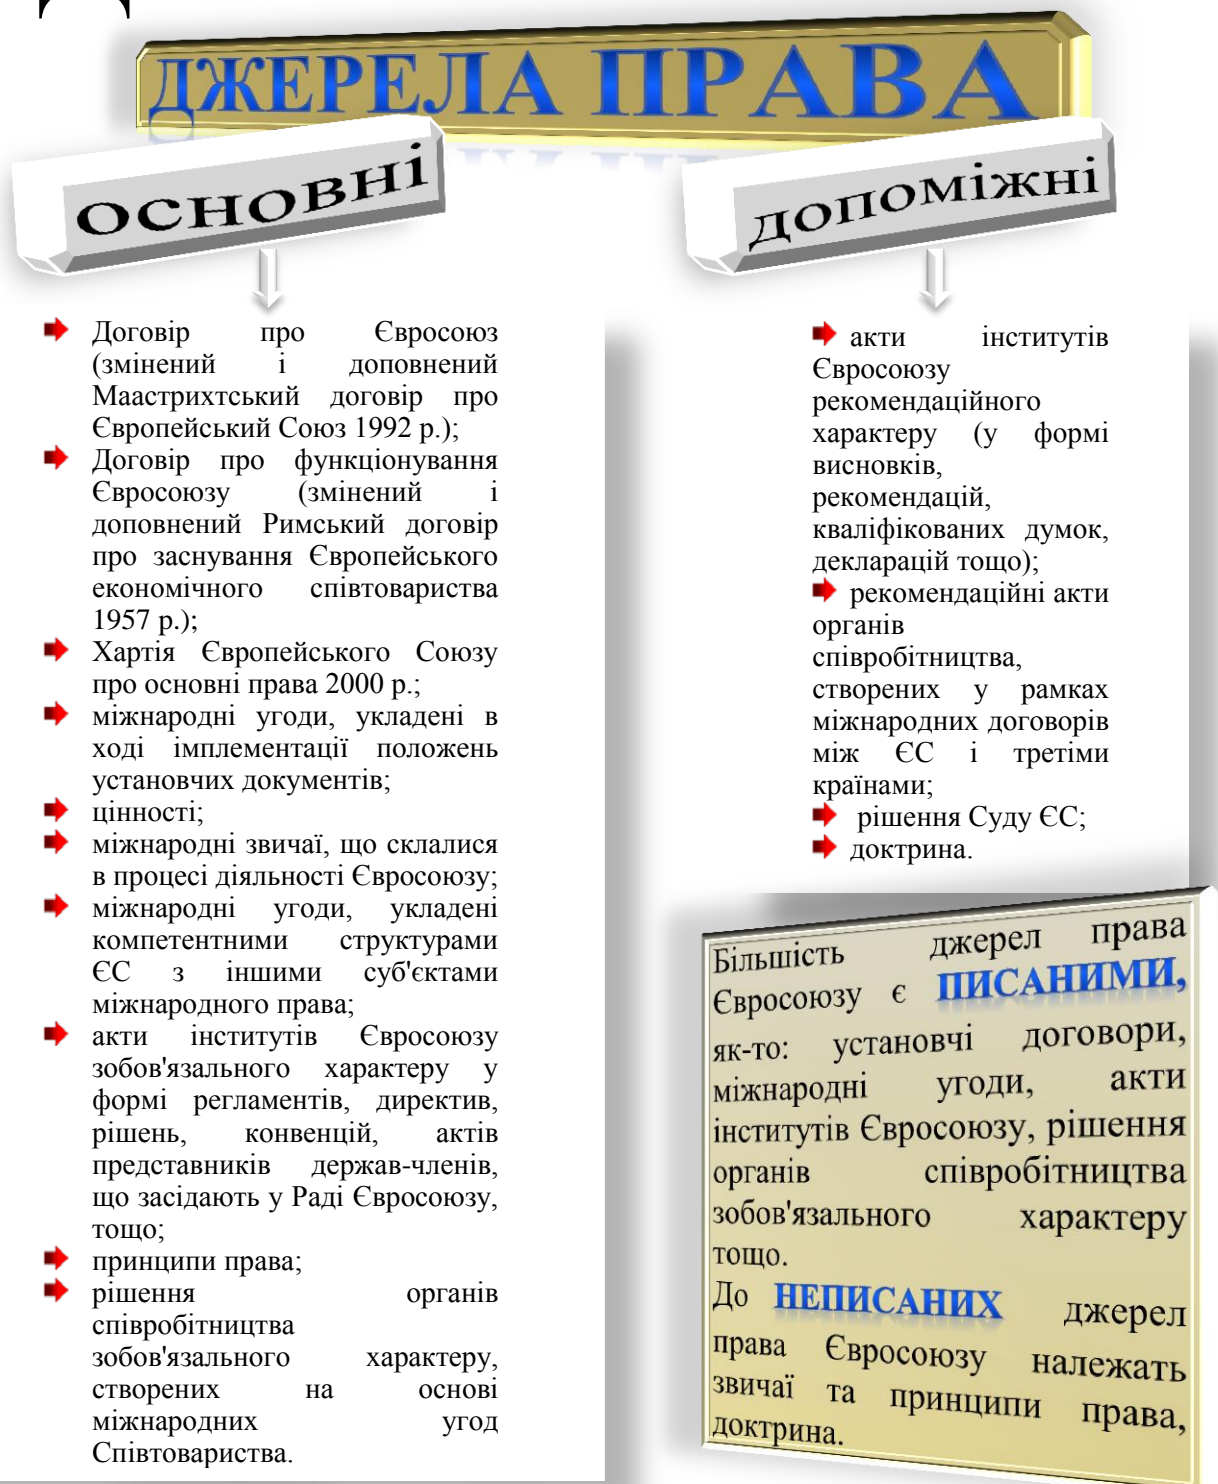 ДЖЕРЕЛА ПРАВА
ОСНОВНІ
Договір про Євросоюз
(змінений і доповнений
Маастрихтський договір про
Європейський Союз 1992 р.);
Договір про функціонування
Євросоюзу (змінений і
доповнений Римський договір
про заснування Європейського
економічного співтовариства
1957 р.);
Хартія Європейського Союзу
про основні права 2000 р.;
міжнародні угоди, укладені в
ході імплементації положень
установчих документів;
цінності;
міжнародні звичаї, що склалися
в процесі діяльності Євросоюзу;
міжнародні угоди, укладені
компетентними структурами
ЄС з іншими суб'єктами
міжнародного права;
акти інститутів Євросоюзу
зобов'язального характеру у
формі регламентів, директив,
рішень, конвенцій, актів
представників держав-членів,
що засідають у Раді Євросоюзу,
тощо;
принципи права;
рішення органів
співробітництва
зобов'язального характеру,
створених на основі
міжнародних угод
Співтовариства.
допоміжні
акти інститутів
Євросоюзу
рекомендаційного
характеру (у формі
висновків,
рекомендацій,
кваліфікованих думок,
декларацій тощо);
рекомендаційні акти
органів
співробітництва,
створених у рамках
міжнародних договорів
між ЄС і третіми
країнами;
рішення Суду ЄС;
доктрина.
Більшість джерел права
Євросоюзу є ПИСАНИМИ,
як-то: установчі договори,
міжнародні угоди, акти
інститутів Євросоюзу, рішення
органів співробітництва
зобов'язального характеру
тощо.
До НЕПИСАНИХ джерел
права Євросоюзу належать
звичаї та принципи права,
доктрина.